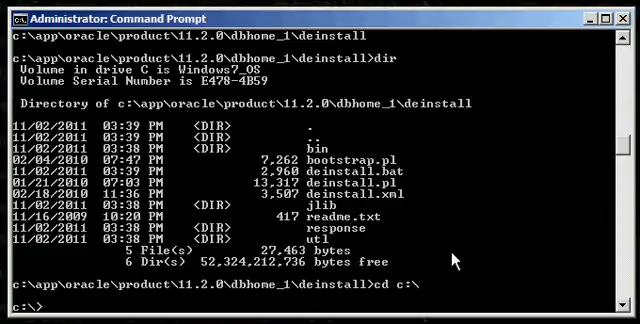 Administrator: Command Prompt
c:\app\oracle\product\11.2.0\dbhome_1\deinstall
c:\app\oracle\product\11.2.0\dbhome_1\deinstall>dir
Volume in drive C is Windows7_OS
Volume Serial Number is E478-4B59
Directory of c:\app\oracle\product\11.2.0\dbhome_1\deinstall
11/02/2011 03:39 PM <DIR> .
11/02/2011 03:39 PM <DIR> ..
11/02/2011 03:38 PM <DIR> bin
02/04/2010 07:47 PM 7,262 bootstrap.pl
11/02/2011 03:39 PM 2,960 deinstall.bat
01/21/2010 07:03 PM 13,317 deinstall.pl
02/18/2010 11:36 PM 3,507 deinstall.xml
11/02/2011 03:38 PM <DIR> jlib
11/16/2009 10:20 PM 417 readme.txt
11/02/2011 03:38 PM <DIR> response
11/02/2011 03:38 PM <DIR> utl
5 File(s) 27,463 bytes
6 Dir(s) 52,324,212,736 bytes free
c:\app\oracle\product\11.2.0\dbhome_1\deinstall>cd c:\
c:\>